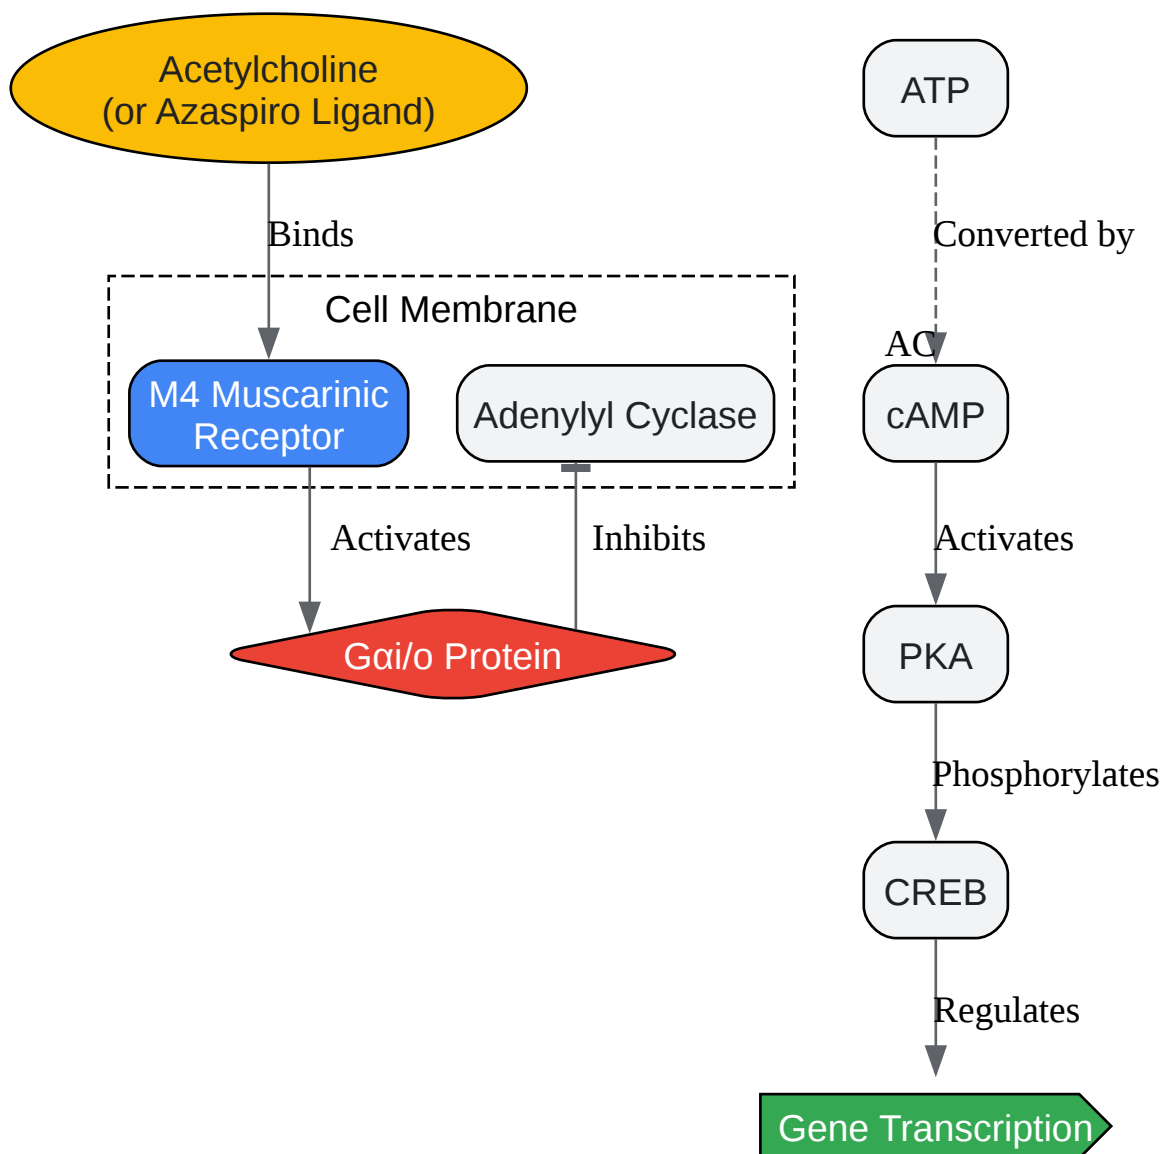 Acetylcholine
(or Azaspiro Ligand)
ATP
Binds
Converted by
Cell Membrane
AC
M4 Muscarinic
Receptor
Adenylyl Cyclase
cAMP
Activates
Inhibits
Activates
Gαi/o Protein
PKA
Phosphorylates
CREB
Regulates
Gene Transcription